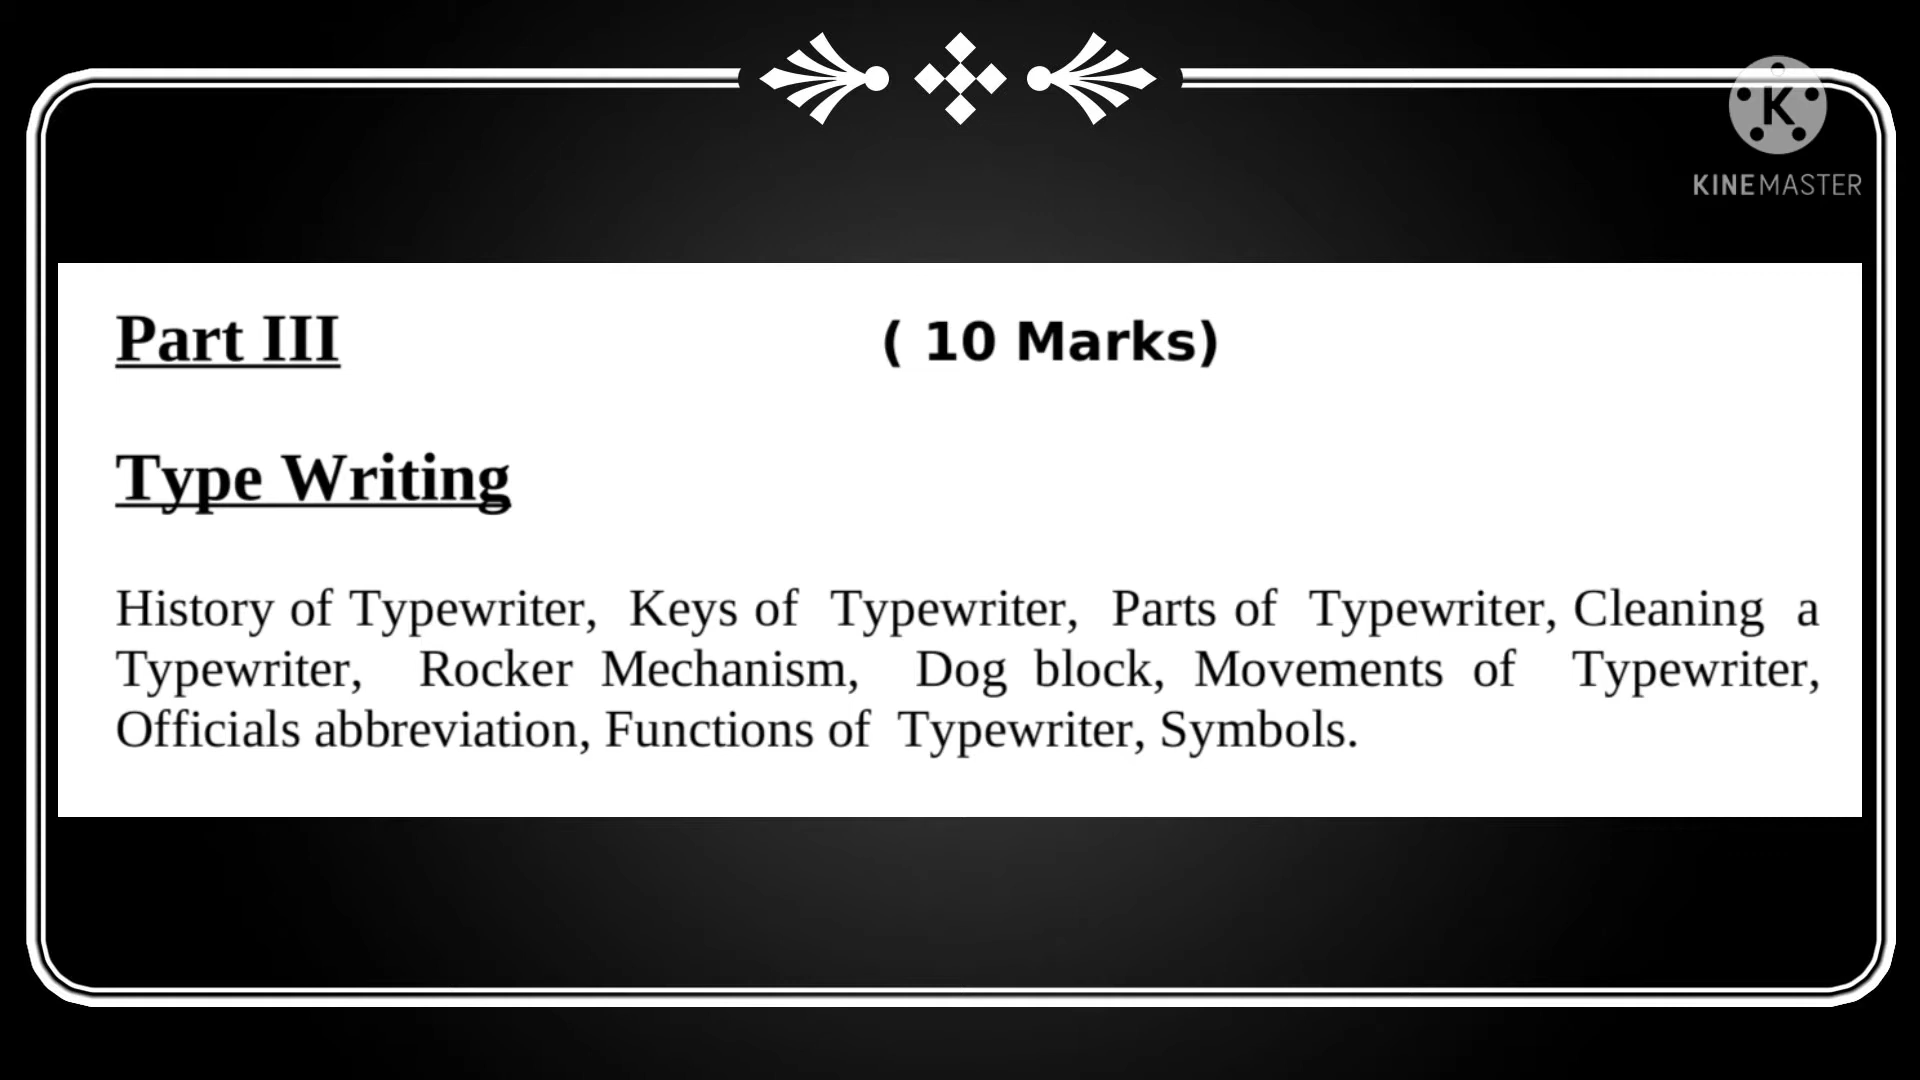 K
KINEMASTER
Part III ( 10 Marks)
Type Writing
History of Typewriter, Keys of Typewriter, Parts of Typewriter, Cleaning a
Typewriter, Rocker Mechanism, Dog block, Movements of Typewriter,
Officials abbreviation, Functions of Typewriter, Symbols.